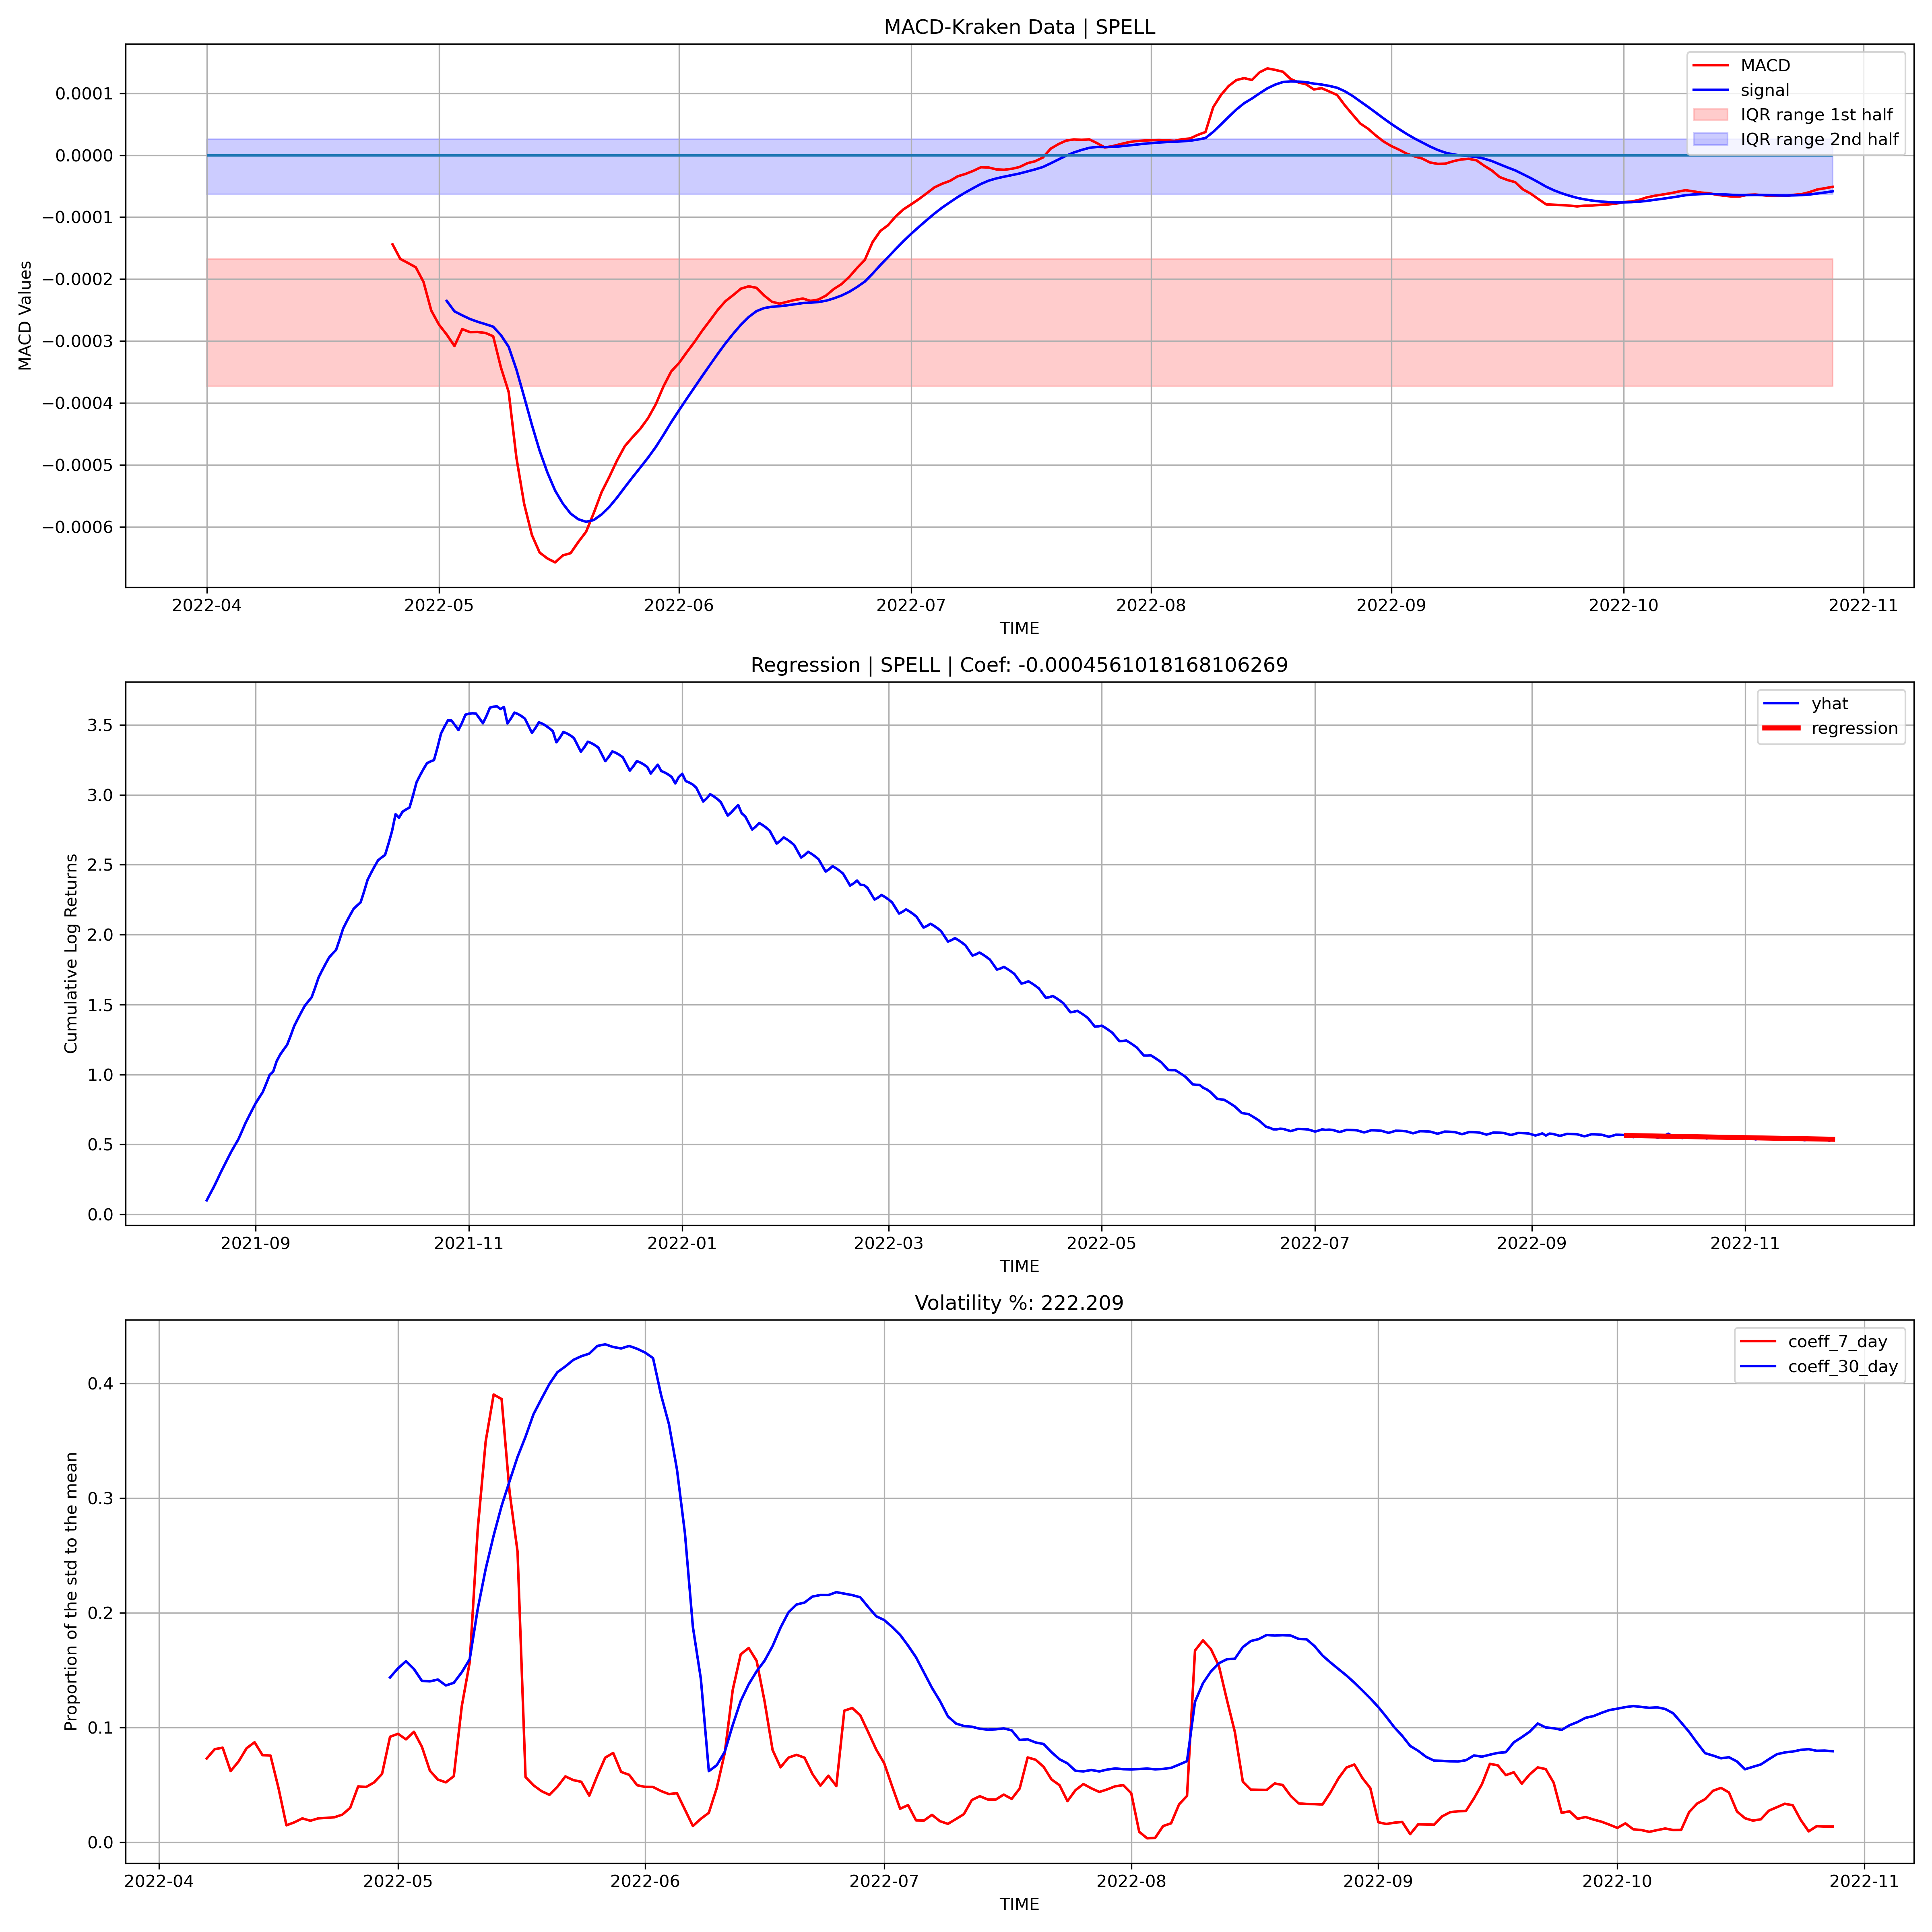 MACD-Kraken Data | SPELL
MACD
signal
IQR range 1st half
IQR range 2nd half
MACD Values
0.0001
0.0000
−0.0001
−0.0002
−0.0003
−0.0004
−0.0005
−0.0006
2022-04 2022-05 2022-06 2022-07 2022-08 2022-09 2022-10 2022-11
TIME
Regression | SPELL | Coef: -0.0004561018168106269
yhat
regression
Cumulative Log Returns
3.5
3.0
2.5
2.0
1.5
1.0
0.5
0.0
2021-09 2021-11 2022-01 2022-03 2022-05 2022-07 2022-09 2022-11
TIME
Volatility %: 222.209
coeff_7_day
coeff_30_day
Proportion of the std to the mean
0.4
0.3
0.2
0.1
0.0
2022-04 2022-05 2022-06 2022-07 2022-08 2022-09 2022-10 2022-11
TIME